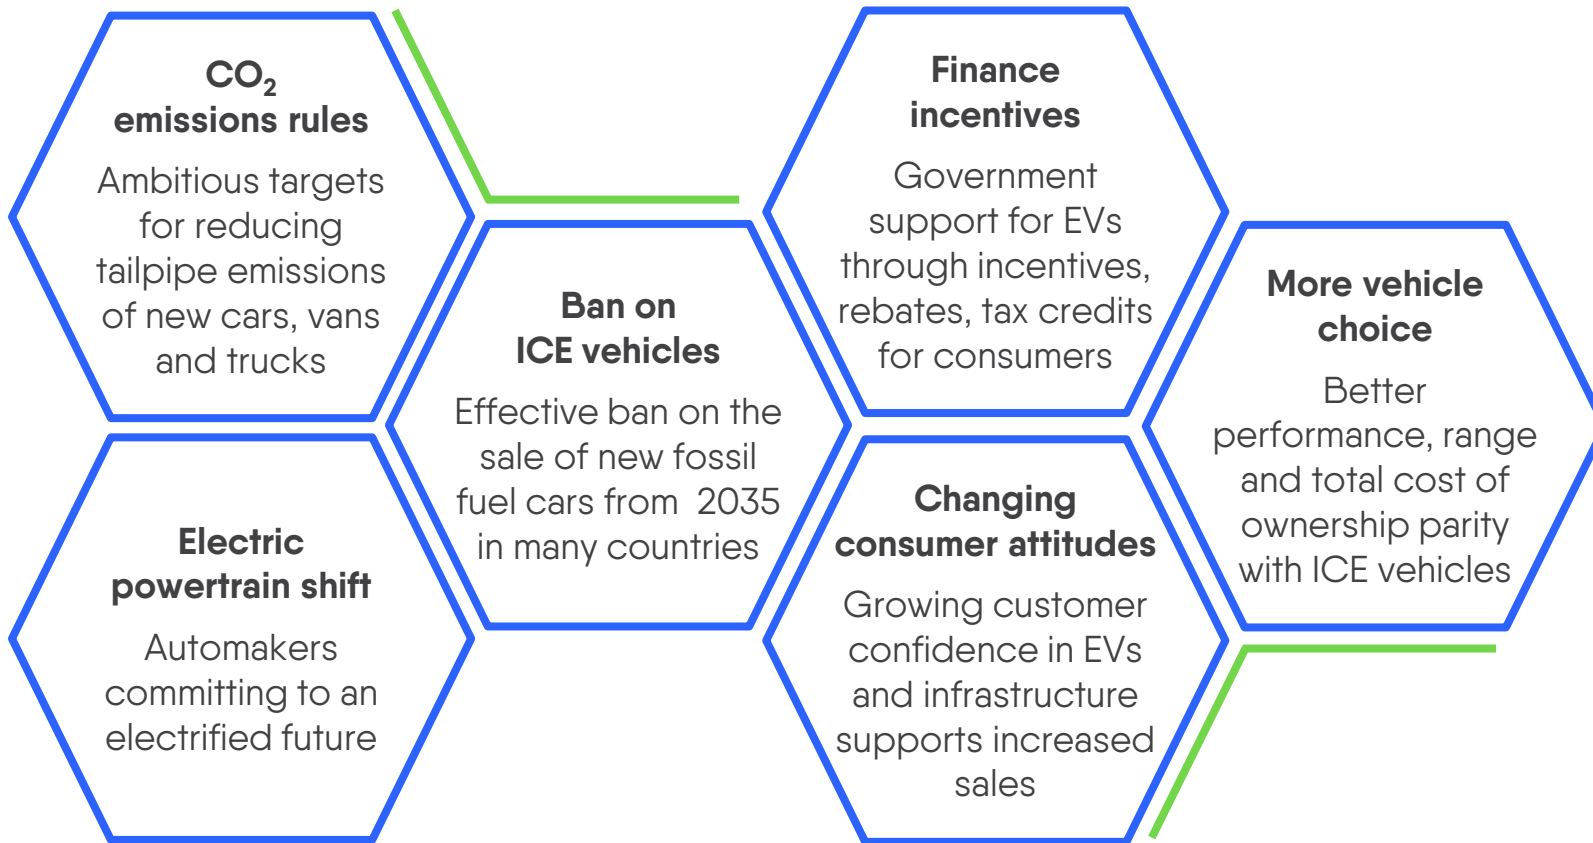 CO₂
emissions rules
Ambitious targets
for reducing
tailpipe emissions
of new cars, vans
and trucks
Electric
powertrain shift
Automakers
committing to an
electrified future
Ban on
ICE vehicles
Effective ban on the
sale of new fossil
fuel cars from  2035
in many countries
Finance
incentives
Government
support for EVs
through incentives,
rebates, tax credits
for consumers
Changing
consumer attitudes
Growing customer
confidence in EVs
and infrastructure
supports increased
sales
More vehicle
choice
Better
performance, range
and total cost of
ownership parity
with ICE vehicles